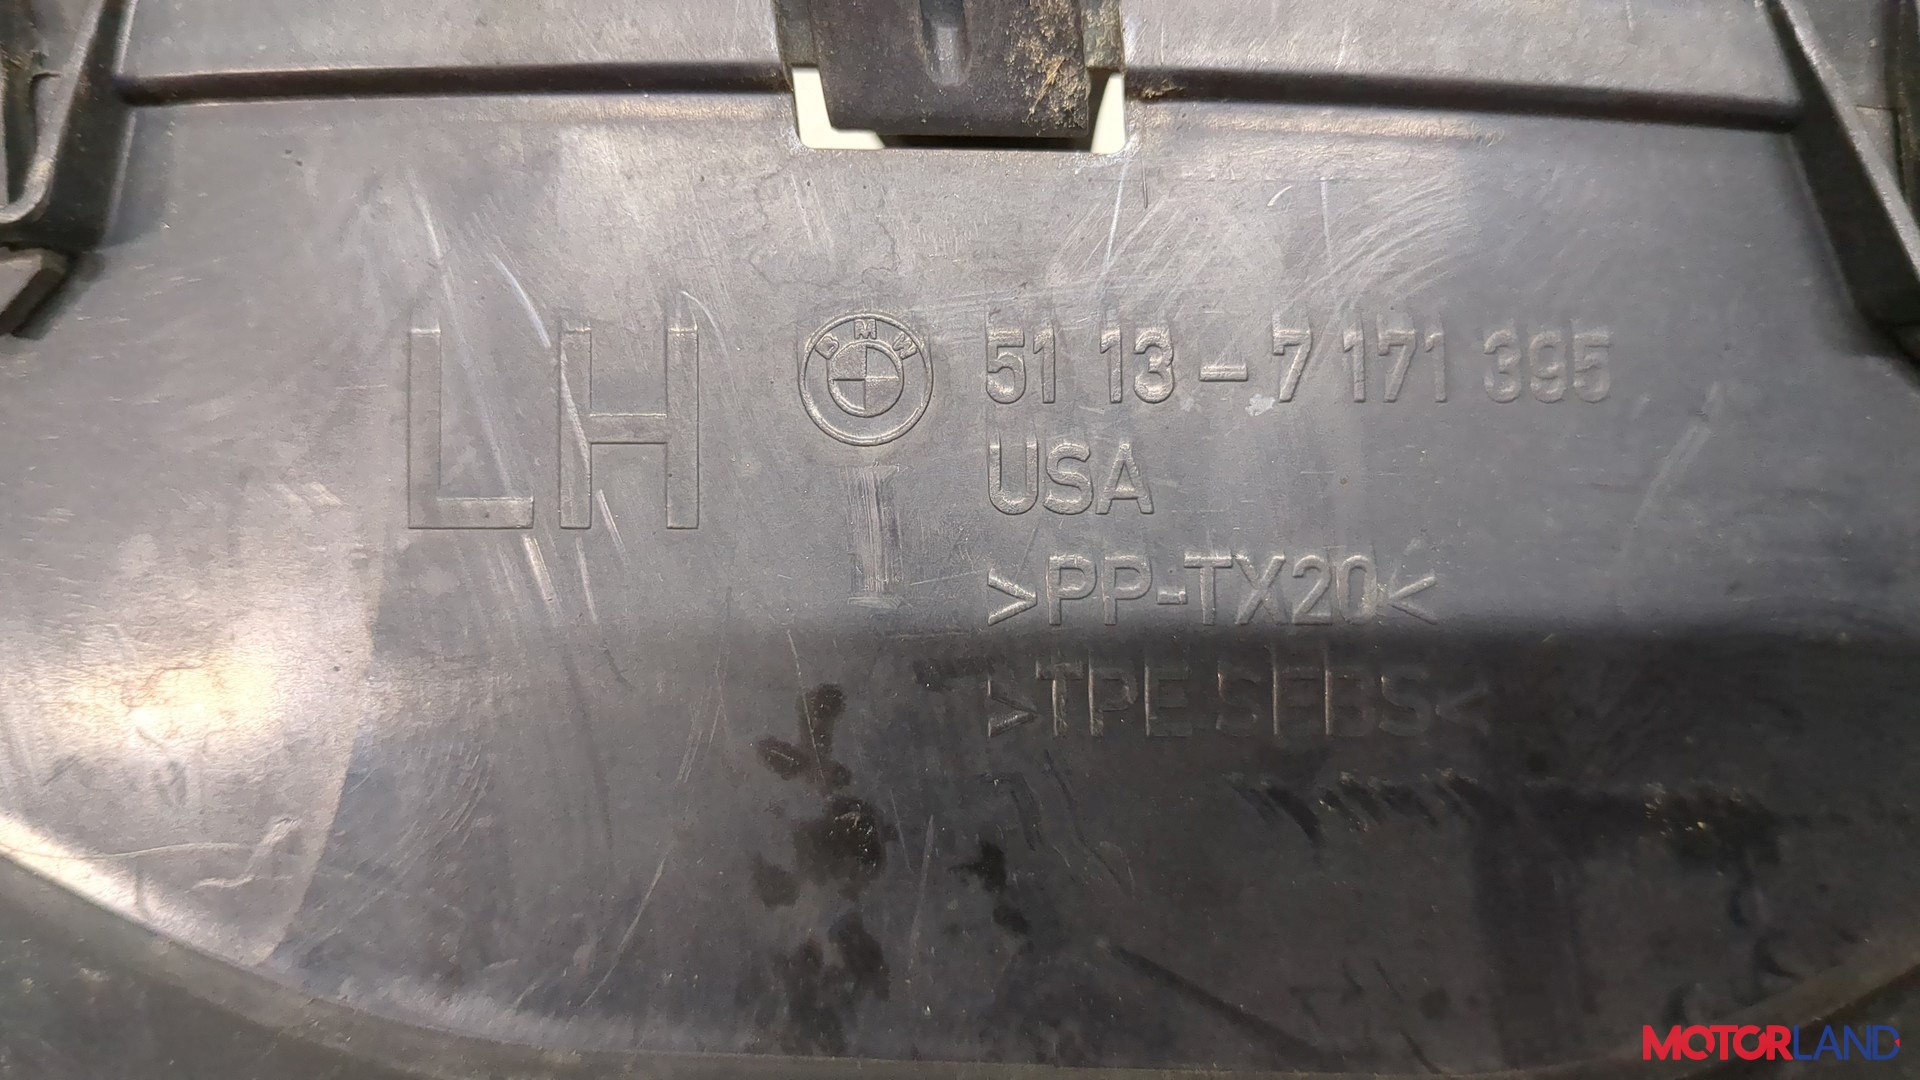 LH
BMW
51 13-7 171 395
USA
>PP-TX20<
>TPE SEBS<
MOTORLAND